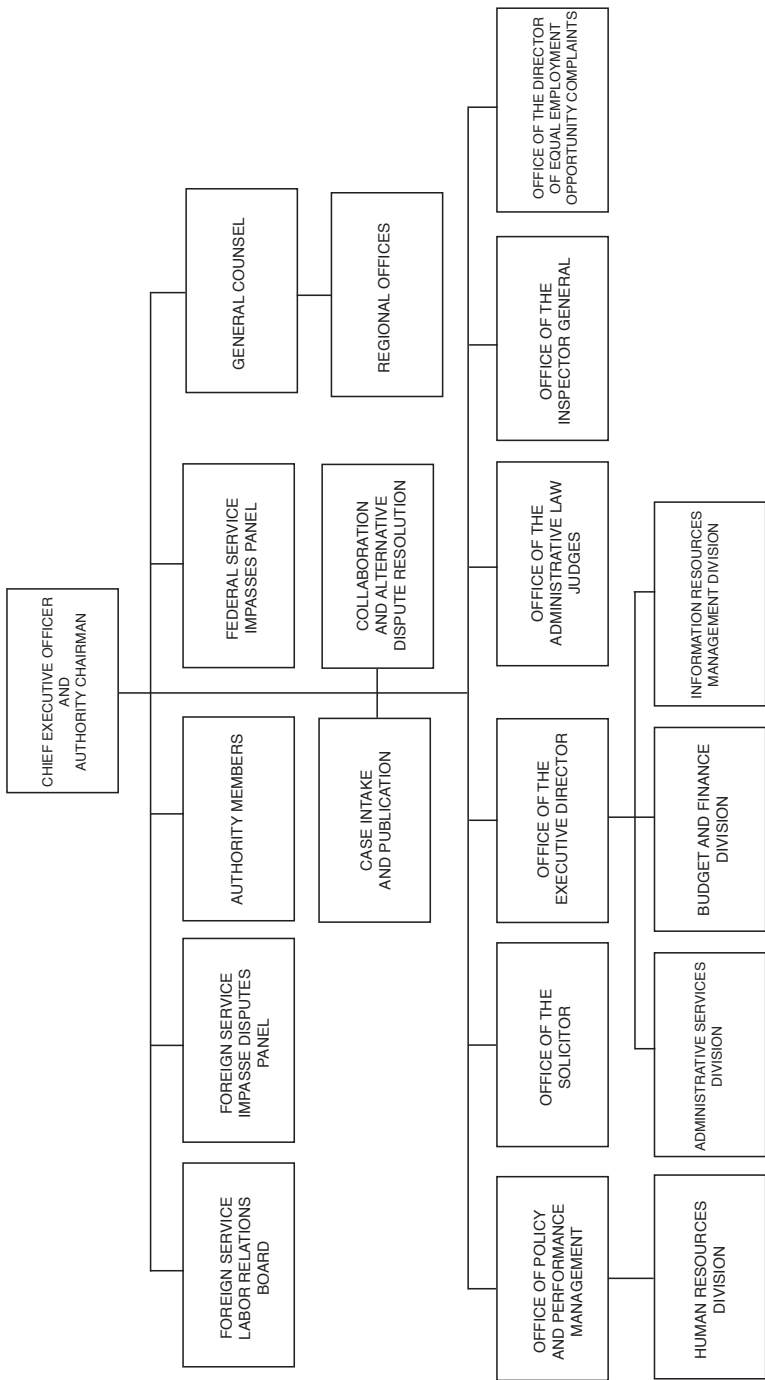 CHIEF EXECUTIVE OFFICER
AND
AUTHORITY CHAIRMAN
FOREIGN SERVICE
LABOR RELATIONS
BOARD
FOREIGN SERVICE
IMPASSE DISPUTES
PANEL
AUTHORITY MEMBERS
FEDERAL SERVICE
IMPASSES PANEL
GENERAL COUNSEL
CASE INTAKE
AND PUBLICATION
COLLABORATION
AND ALTERNATIVE
DISPUTE RESOLUTION
REGIONAL OFFICES
OFFICE OF POLICY
AND PERFORMANCE
MANAGEMENT
OFFICE OF THE
SOLICITOR
OFFICE OF THE
EXECUTIVE DIRECTOR
OFFICE OF THE
ADMINISTRATIVE LAW
JUDGES
OFFICE OF THE
INSPECTOR GENERAL
OFFICE OF THE DIRECTOR
OF EQUAL EMPLOYMENT
OPPORTUNITY COMPLAINTS
HUMAN RESOURCES
DIVISION
ADMINISTRATIVE SERVICES
DIVISION
BUDGET AND FINANCE
DIVISION
INFORMATION RESOURCES
MANAGEMENT DIVISION